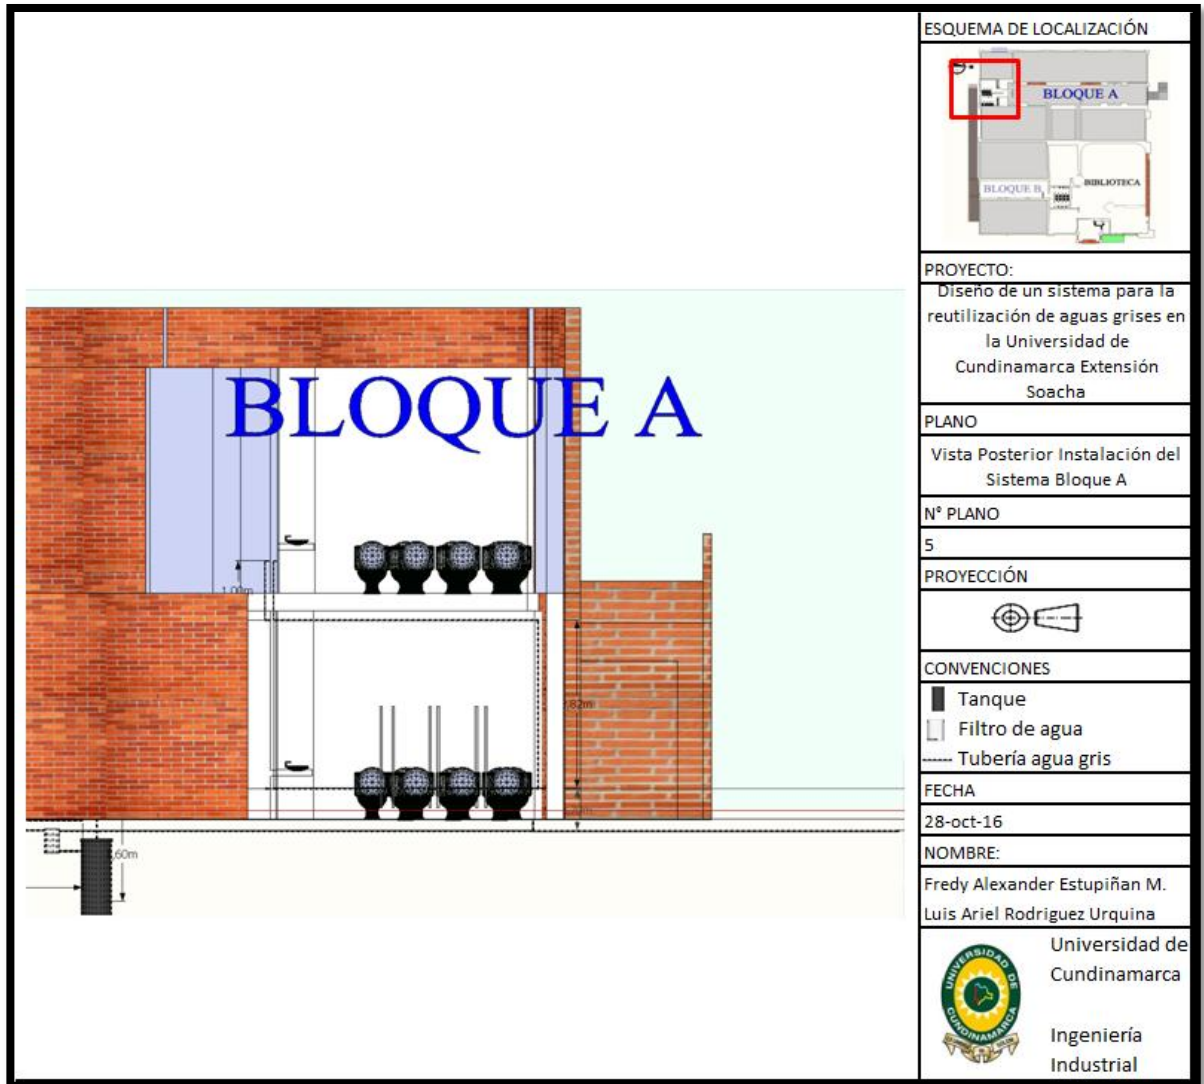 BLOQUE A
1,00m
,82m
,60m
ESQUEMA DE LOCALIZACIÓN
BLOQUE A
BLOQUE B
BIBLIOTECA
PROYECTO:
Diseño de un sistema para la
reutilización de aguas grises en
la Universidad de
Cundinamarca Extensión
Soacha
PLANO
Vista Posterior Instalación del
Sistema Bloque A
N° PLANO
5
PROYECCIÓN
CONVENCIONES
Tanque
Filtro de agua
Tubería agua gris
FECHA
28-oct-16
NOMBRE:
Fredy Alexander Estupiñan M.
Luis Ariel Rodriguez Urquina
UNIVERSIDAD DE
CUNDINAMARCA
Universidad de
Cundinamarca
Ingeniería
Industrial